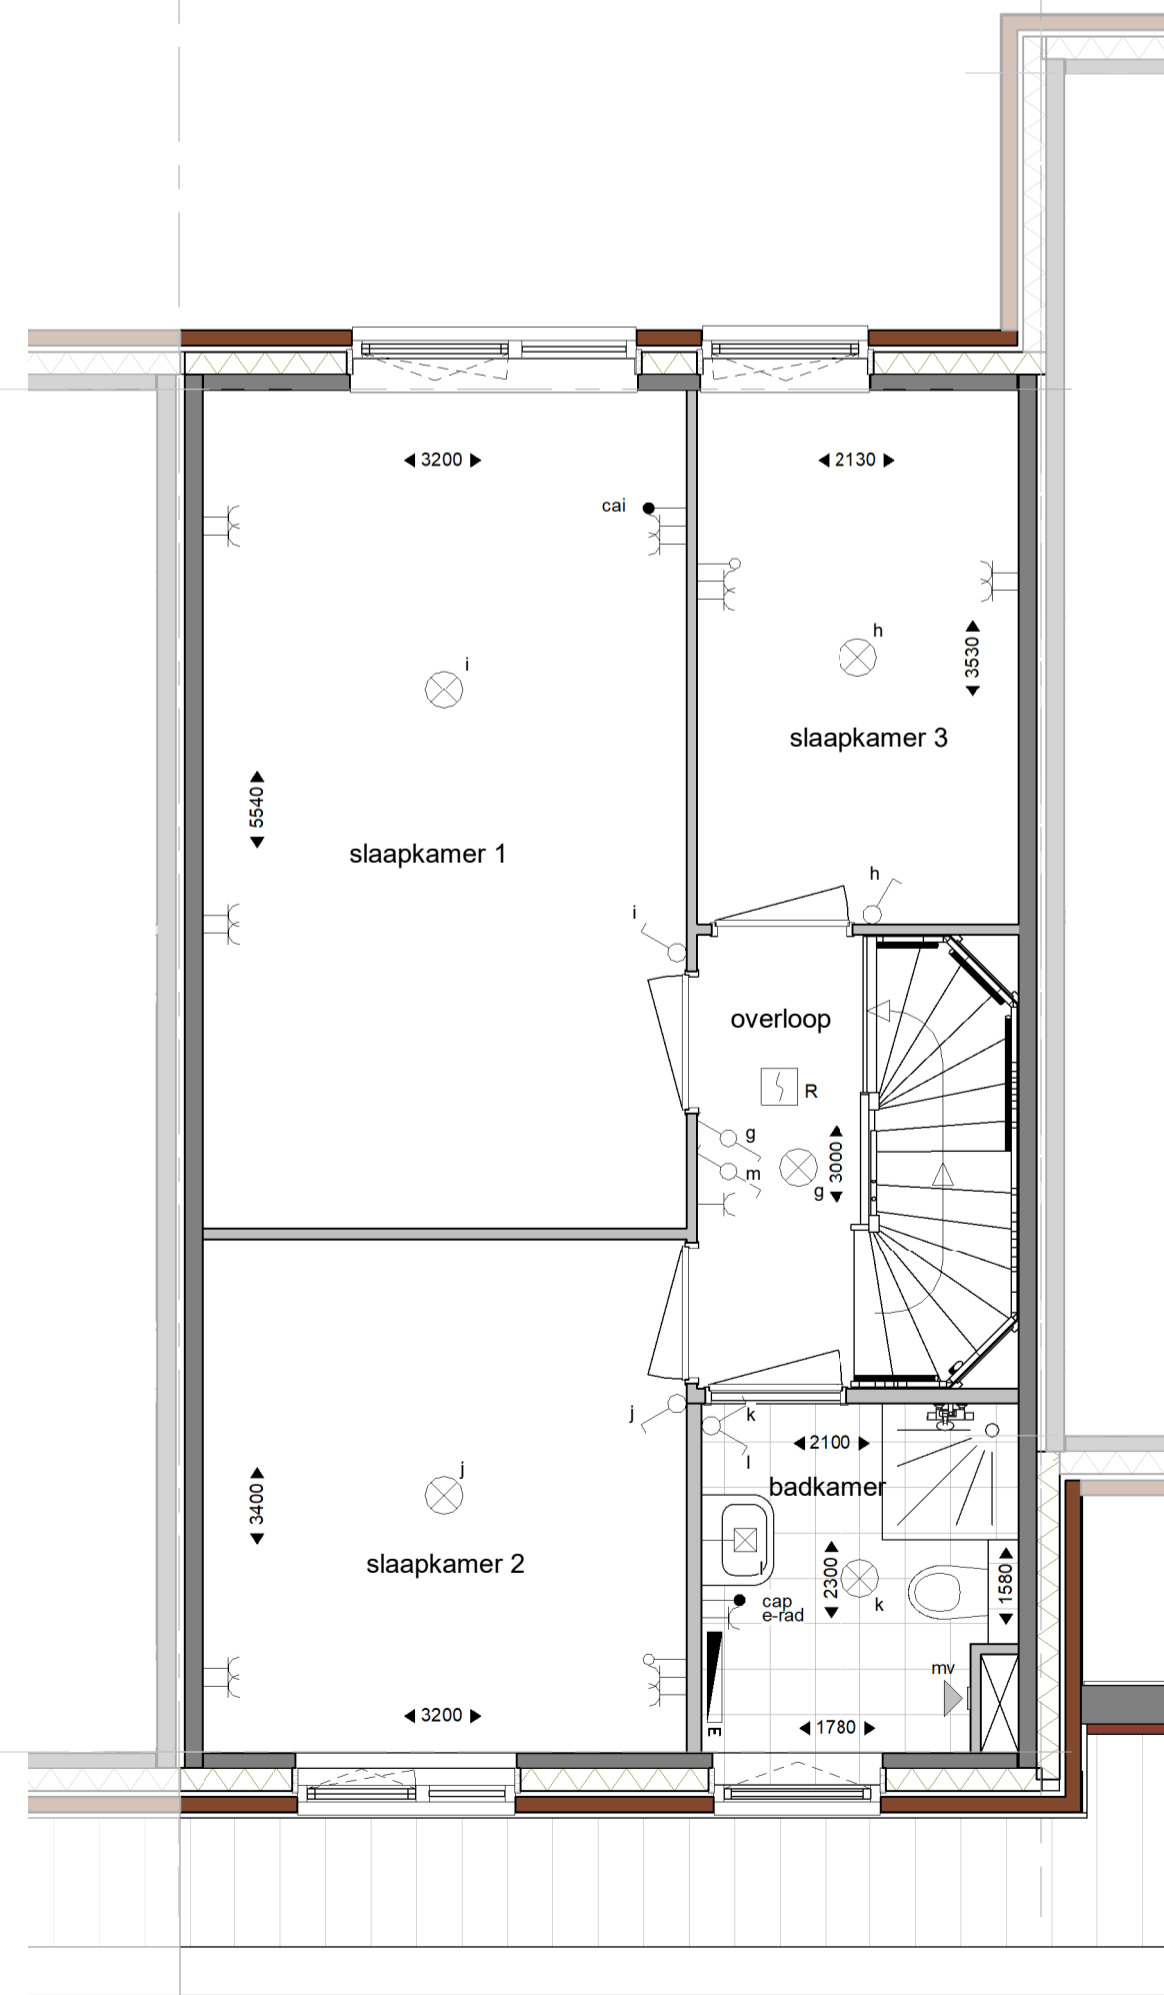 3200
2130
cai
h
i
3530
slaapkamer 3
5540
slaapkamer 1
h
i
overloop
R
g
m
3000
g
j
k
2100
l
badkamer
j
3400
slaapkamer 2
l
2300
1580
cap
e-rad
k
mv
3200
E
1780